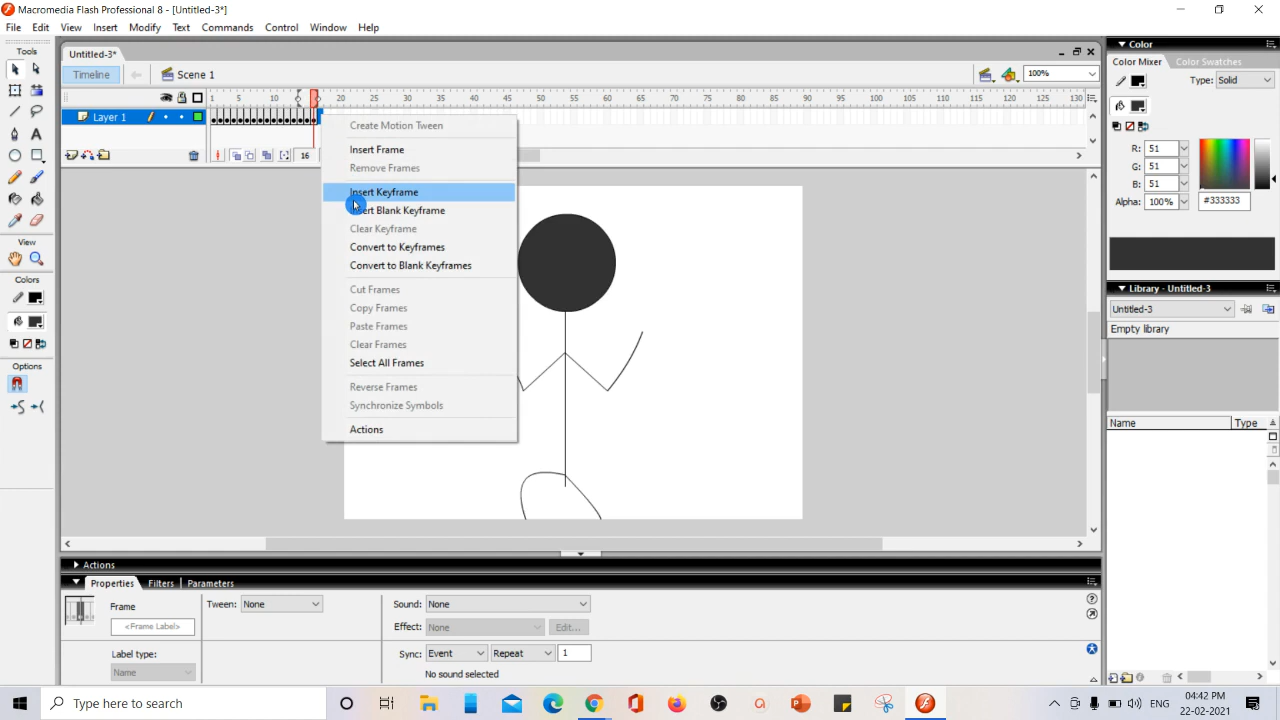 Macromedia Flash Professional 8 - [Untitled-3*]
File Edit View Insert Modify Text Commands Control Window Help
Tools
Untitled-3*
Timeline
Scene 1
100%
1 5 10 20 25 30 35 40 45 50 55 60 65 70 75 80 85 90 95 100 105 110 115 120 125 130
Layer 1
16
Create Motion Tween
Insert Frame
Remove Frames
Insert Keyframe
Insert Blank Keyframe
Clear Keyframe
Convert to Keyframes
Convert to Blank Keyframes
Cut Frames
Copy Frames
Paste Frames
Clear Frames
Select All Frames
Reverse Frames
Synchronize Symbols
Actions
View
Colors
Options
Color
Color Mixer Color Swatches
Type: Solid
R: 51
G: 51
B: 51
Alpha: 100% #333333
Library - Untitled-3
Untitled-3
Empty library
Name Type
Actions
Properties Filters Parameters
Frame
<Frame Label>
Label type:
Name
Tween: None
Sound: None
Effect: None Edit...
Sync: Event Repeat 1
No sound selected
Type here to search
ENG
04:42 PM
22-02-2021